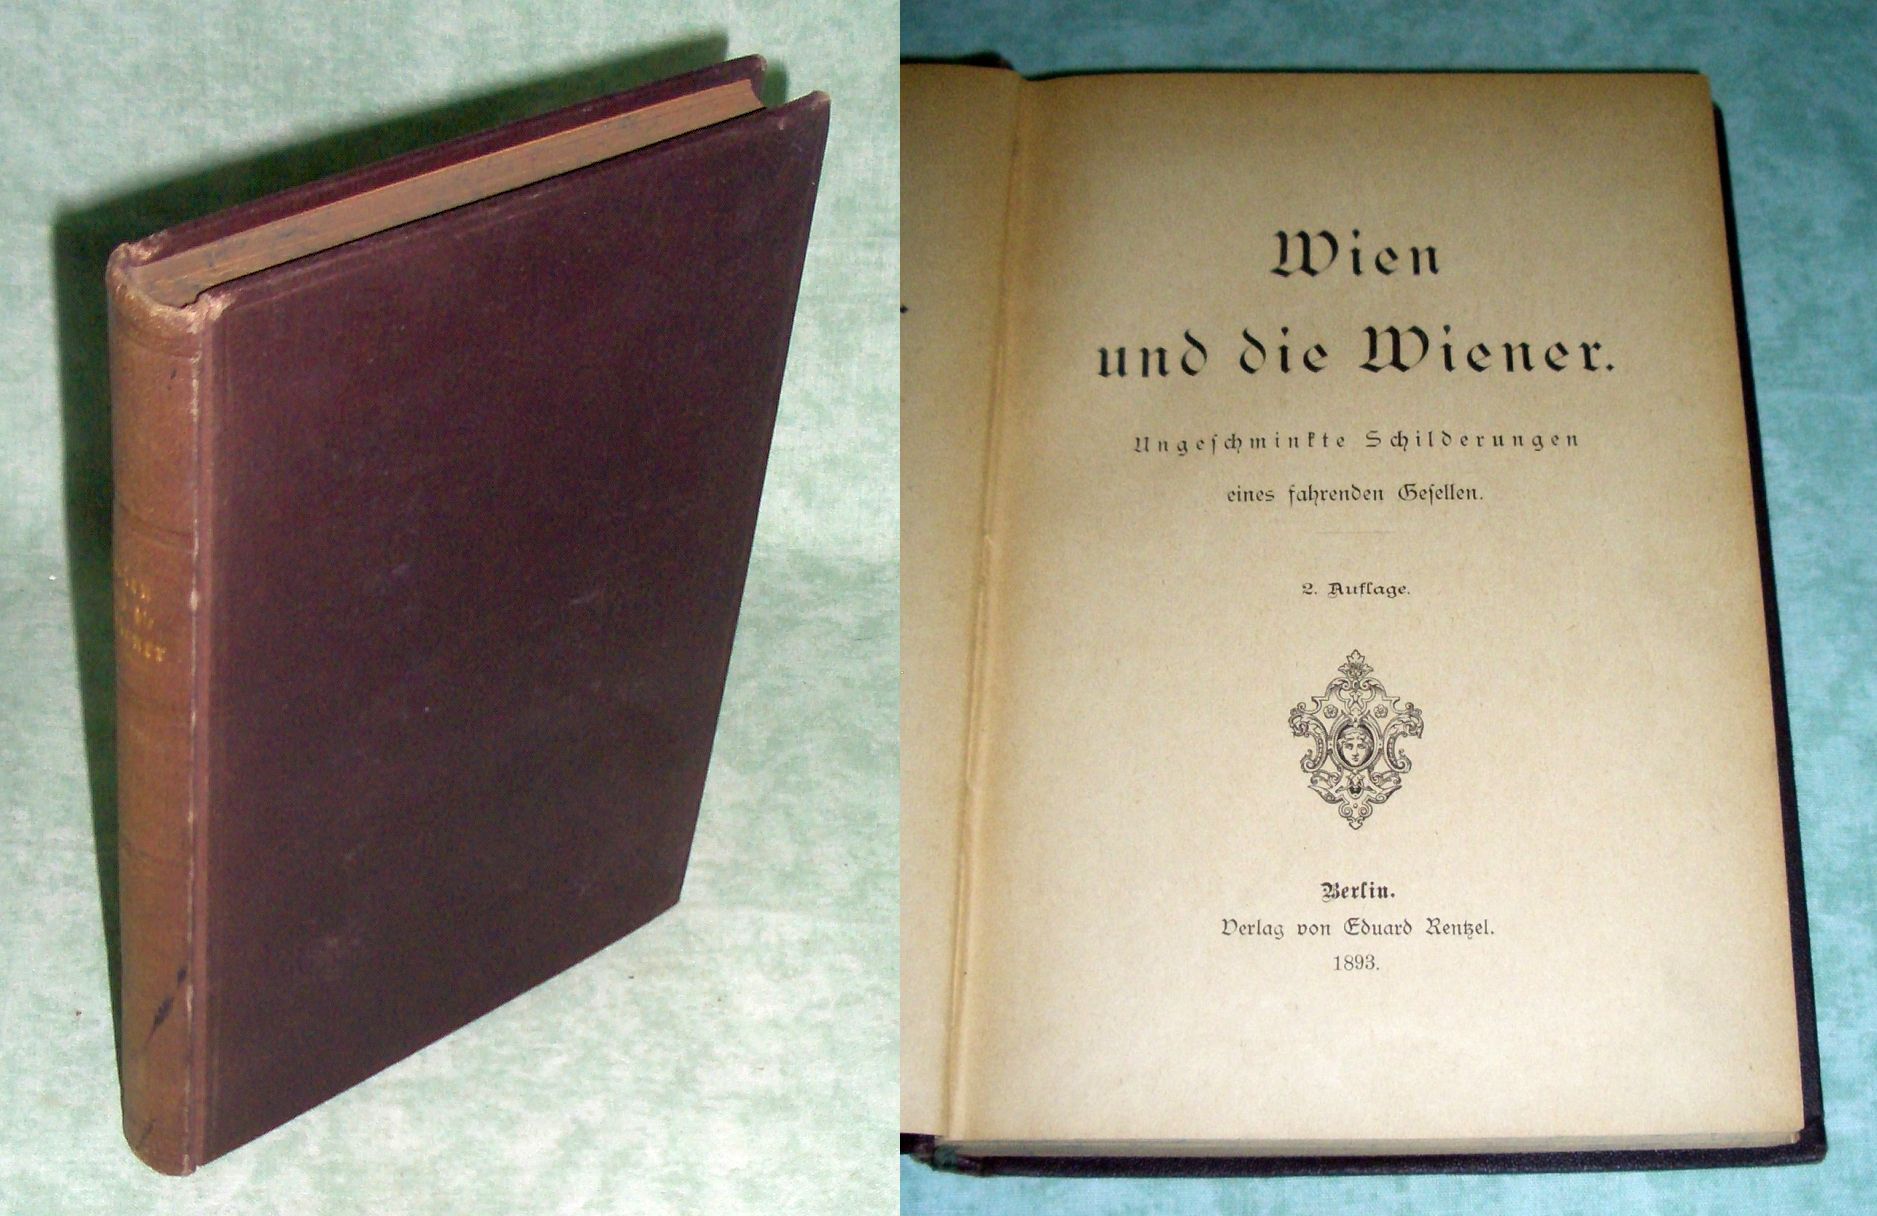 Wien
und die Wiener.
Ungeſchminkte Schilderungen
eines fahrenden Geſellen.
2. Auflage.
Berlin.
Verlag von Eduard Rentzel.
1893.